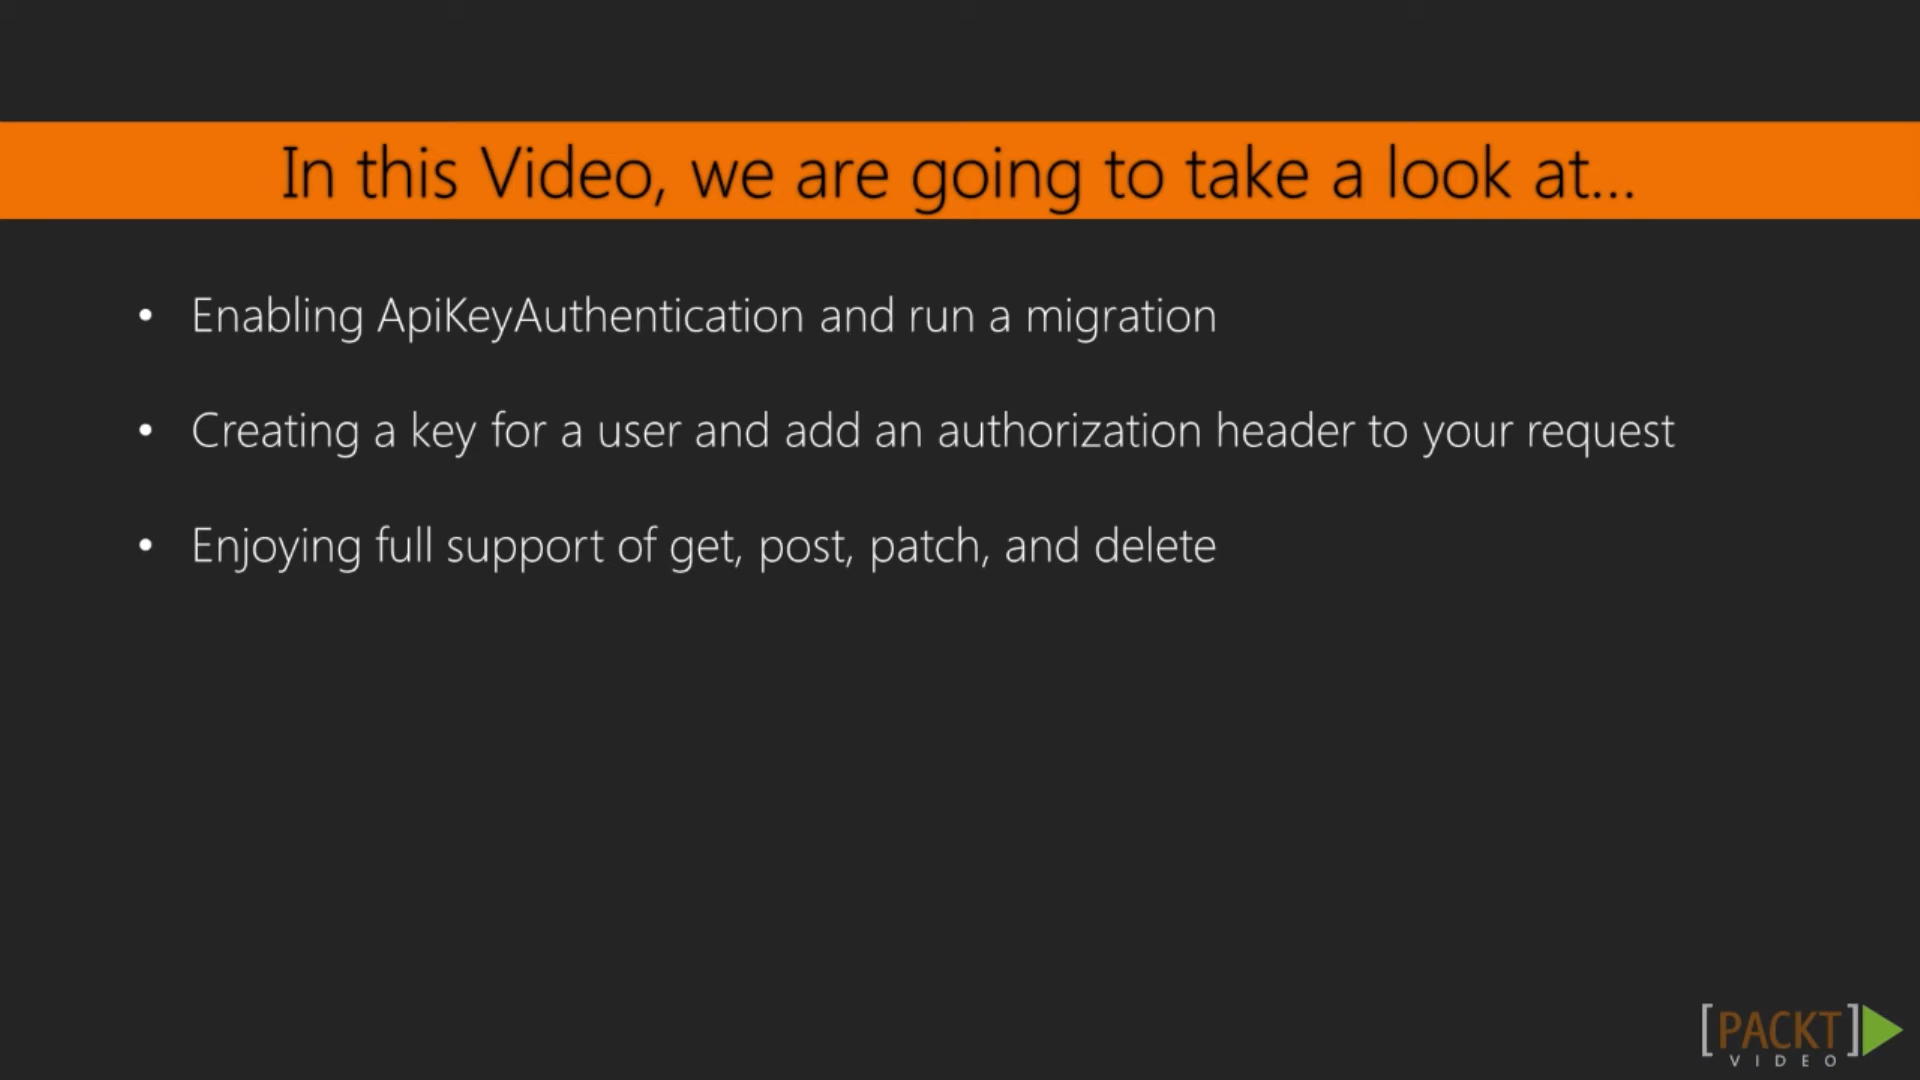 In this Video, we are going to take a look at...
• Enabling ApiKeyAuthentication and run a migration
• Creating a key for a user and add an authorization header to your request
• Enjoying full support of get, post, patch, and delete
[PACKT]
VIDEO